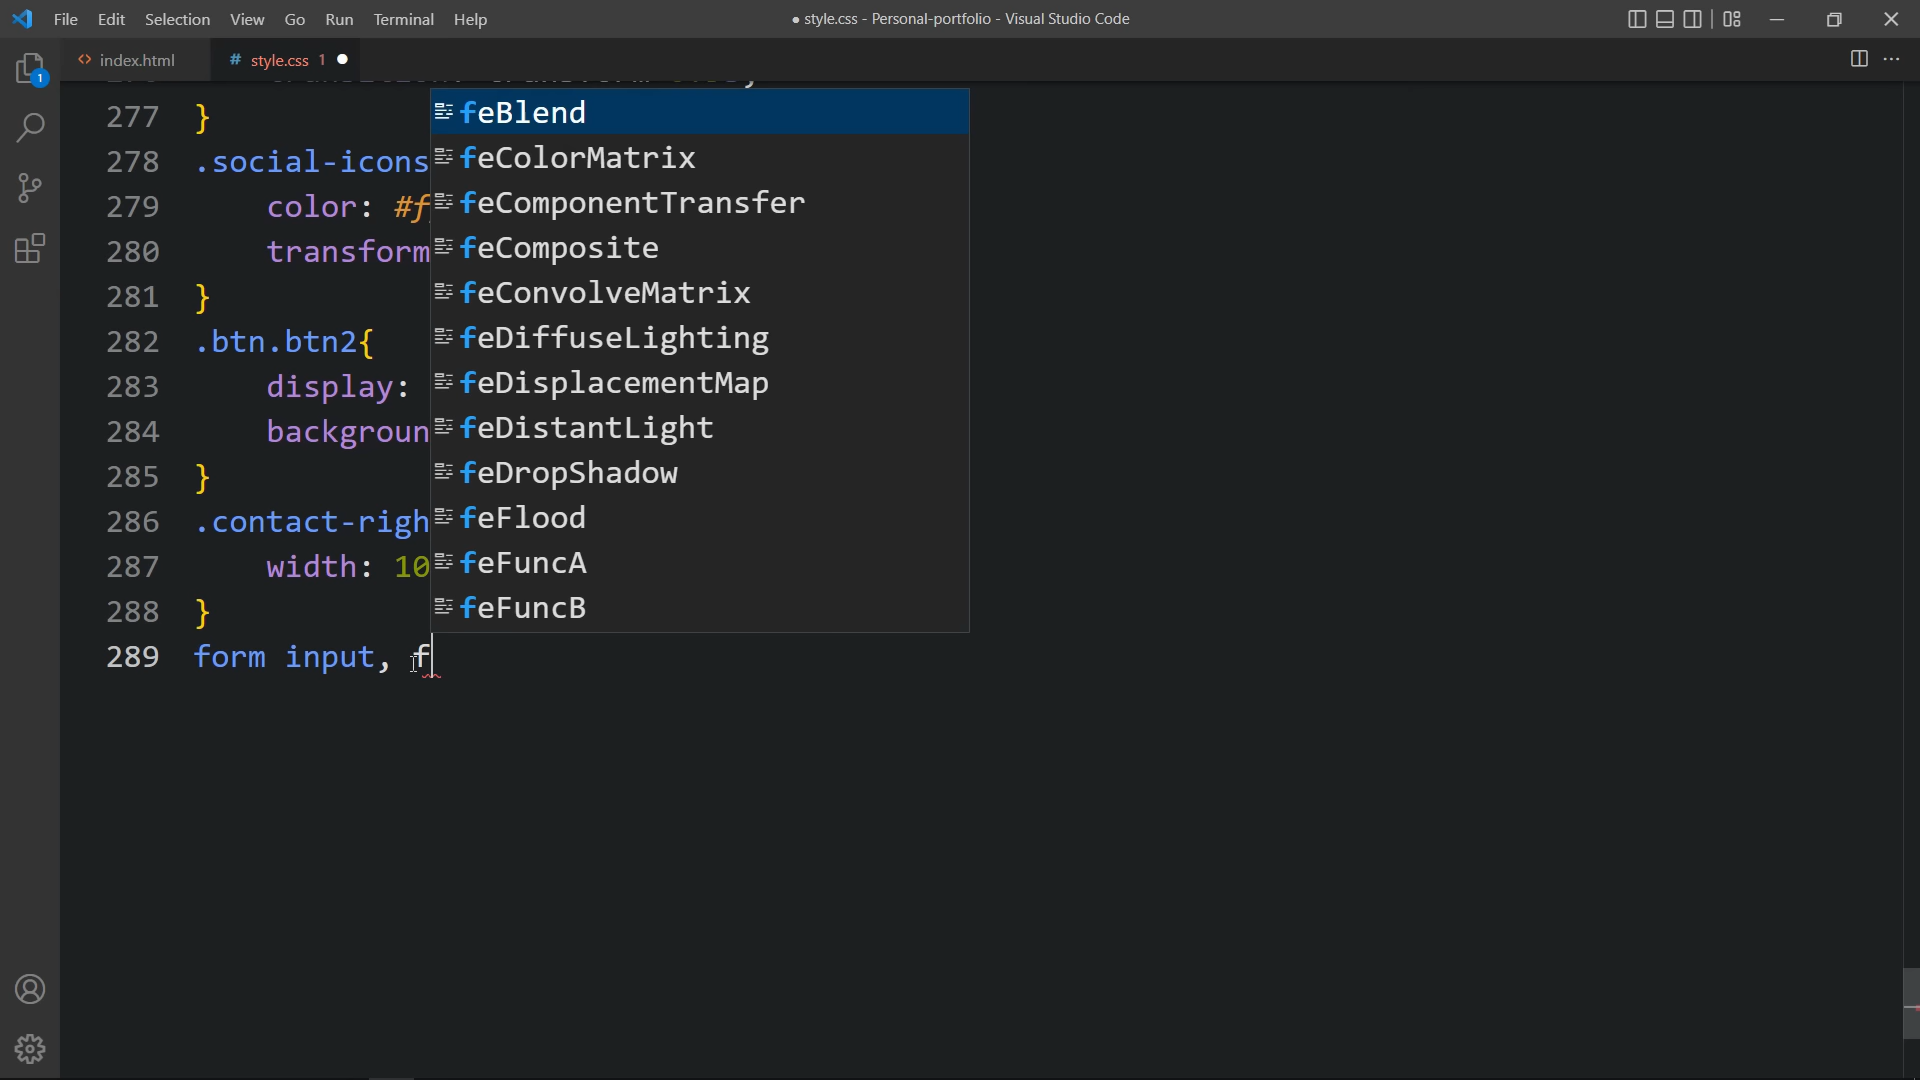 File Edit Selection View Go Run Terminal Help
● style.css - Personal-portfolio - Visual Studio Code
<> index.html
# style.css 1 ●
277 }
278 .social-icons
279 color: #f
280 transform
281 }
282 .btn.btn2{
283 display:
284 backgroun
285 }
286 .contact-righ
287 width: 10
288 }
289 form input, f
feBlend
feColorMatrix
feComponentTransfer
feComposite
feConvolveMatrix
feDiffuseLighting
feDisplacementMap
feDistantLight
feDropShadow
feFlood
feFuncA
feFuncB
1